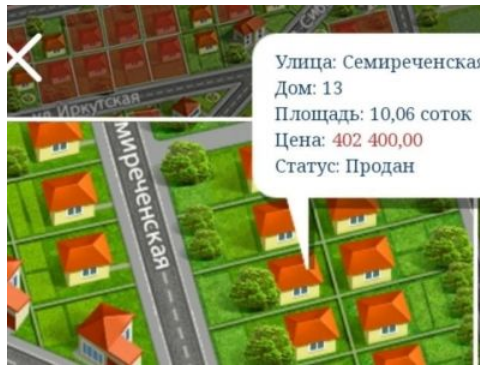 Улица: Семиреченская
Дом: 13
Площадь: 10,06 соток
Цена: 402 400,00
Статус: Продан
Иркутская
миреченская